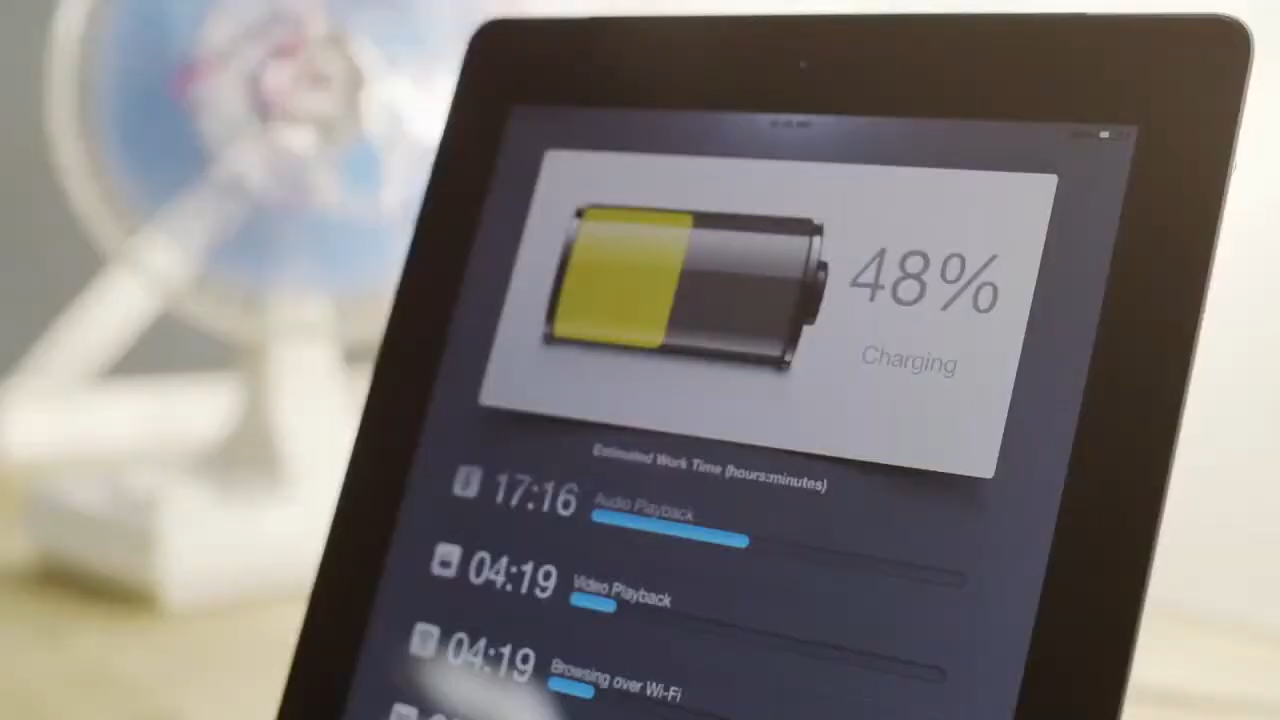 48%
Charging
Estimated Work Time (hours:minutes)
17:16 Audio Playback
04:19 Video Playback
04:19 Browsing over Wi-Fi